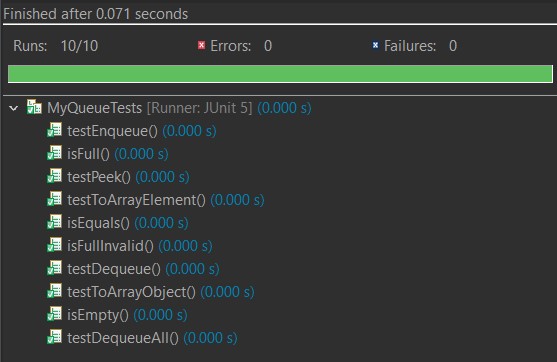 Finished after 0.071 seconds
Runs: 10/10 Errors: 0 Failures: 0
MyQueueTests [Runner: JUnit 5] (0.000 s)
testEnqueue() (0.000 s)
isFull() (0.000 s)
testPeek() (0.000 s)
testToArrayElement() (0.000 s)
isEquals() (0.000 s)
isFullInvalid() (0.000 s)
testDequeue() (0.000 s)
testToArrayObject() (0.000 s)
isEmpty() (0.000 s)
testDequeueAll() (0.000 s)